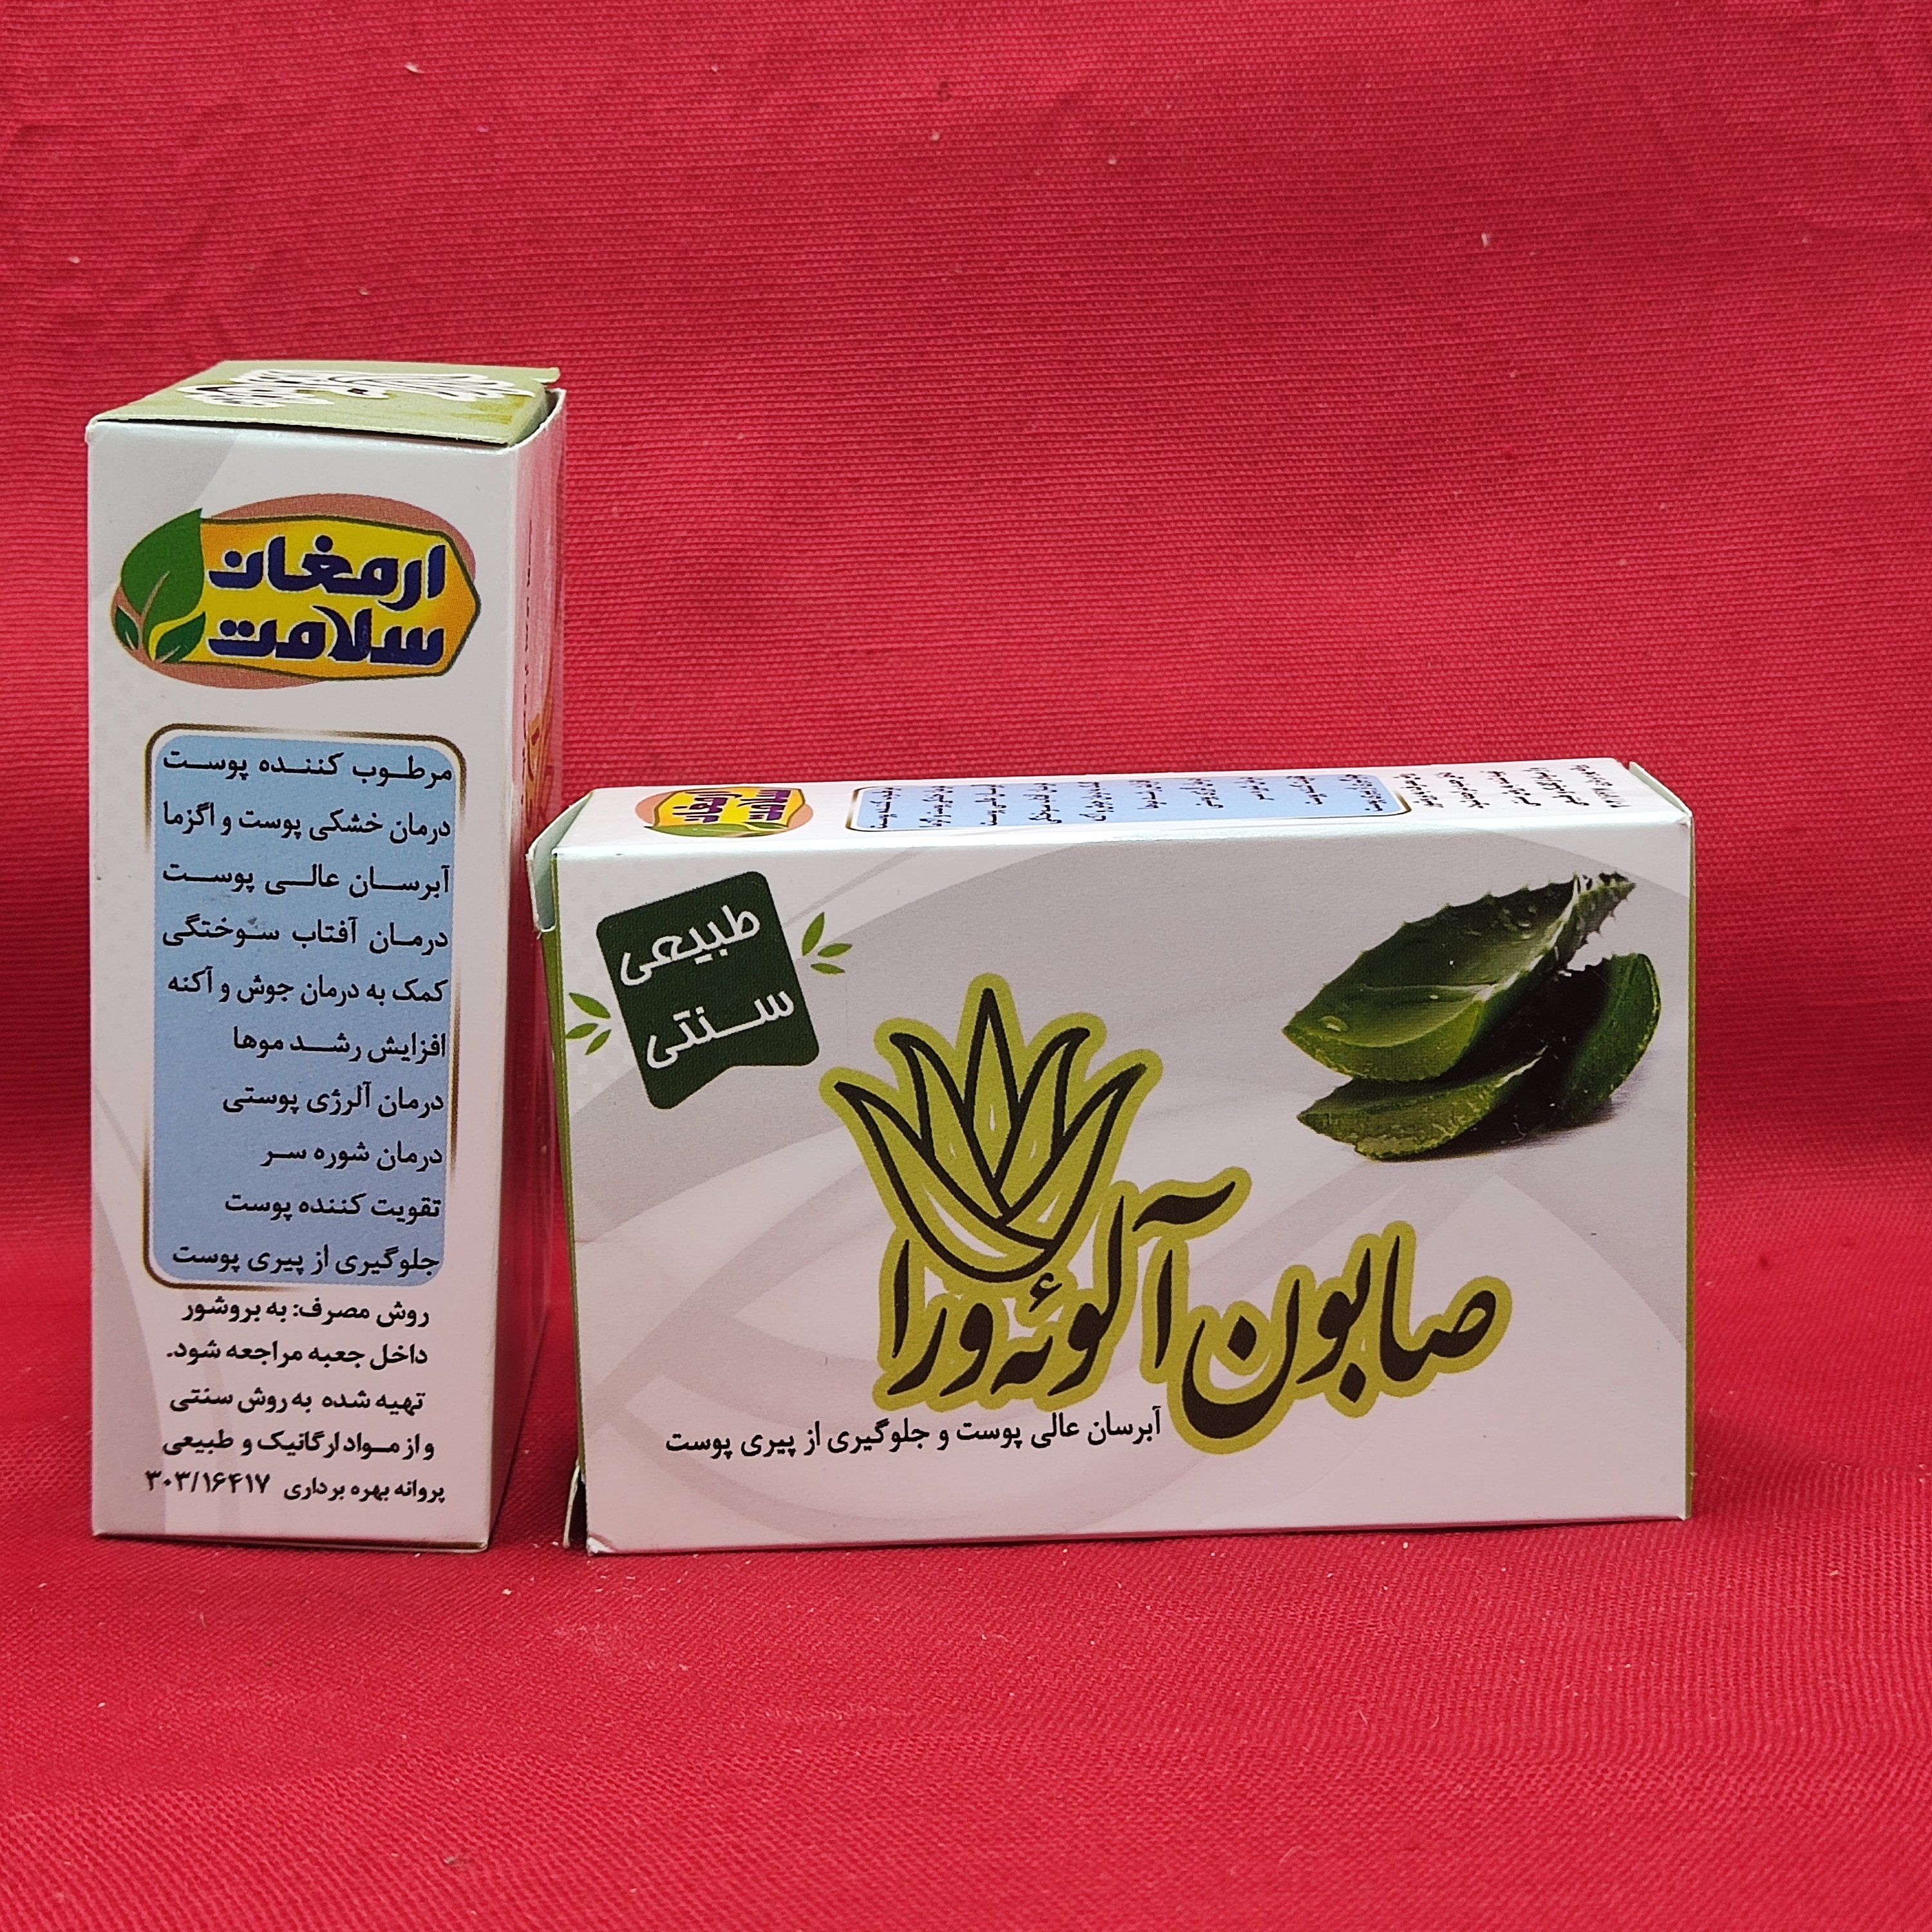 ارمغان
سلامت
مرطوب کننده پوست
درمان خشکی پوست و اگزما
آبرسان عالی پوست
درمان آفتاب سوختگی
کمک به درمان جوش و آکنه
افزایش رشد موها
درمان آلرژی پوستی
درمان شوره سر
تقویت کننده پوست
جلوگیری از پیری پوست
روش مصرف: به بروشور
داخل جعبه مراجعه شود.
تهیه شده به روش سنتی
و از مواد ارگانیک و طبیعی
پروانه بهره برداری ۳۰۳/۱۶۴۱۷
ارمغان
سلامت
طبیعی
سنتی
صابون آلوئه ورا
آبرسان عالی پوست و جلوگیری از پیری پوست